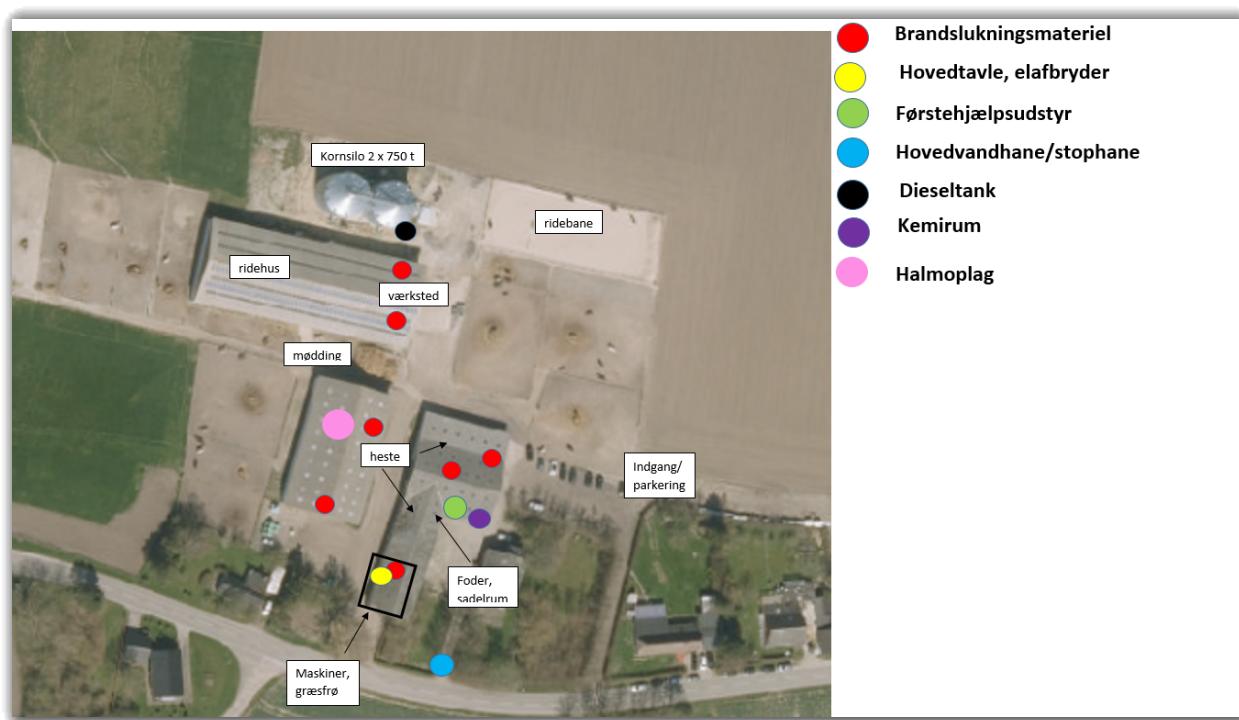 Brandslukningsmateriel
Hovedtavle, elafbryder
Førstehjælpsudstyr
Hovedvandhane/stophane
Dieseltank
Kemirum
Halmoplag
Kornsilo 2 x 750 t
ridebane
ridehus
værksted
mødding
heste
Indgang/
parkering
Foder,
sadelrum
Maskiner,
græsfrø